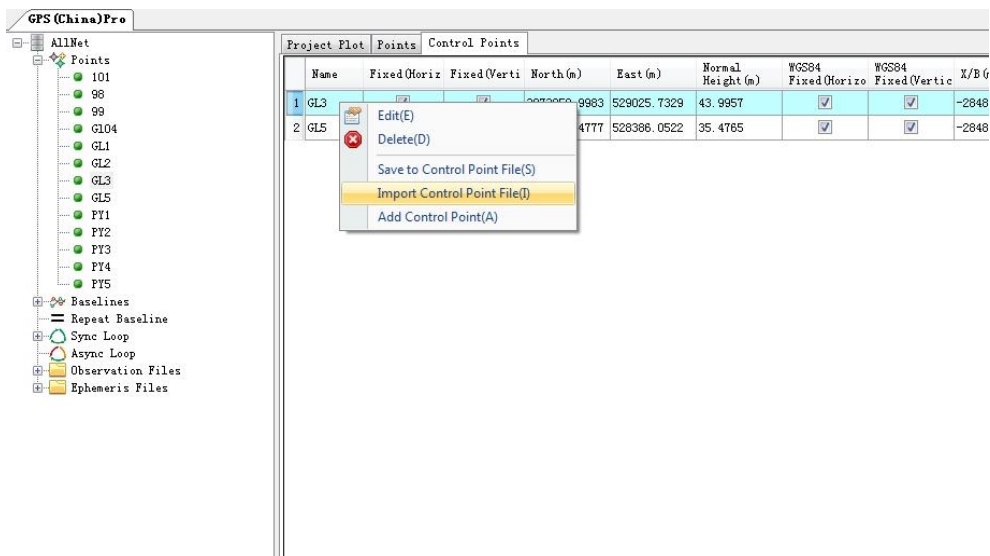 GPS(China)Pro
AllNet
Points
101
98
99
G104
GL1
GL2
GL3
GL5
PY1
PY2
PY3
PY4
PY5
Baselines
Repeat Baseline
Sync Loop
Async Loop
Observation Files
Ephemeris Files
Project Plot Points Control Points
Name Fixed(Horiz Fixed(Verti North(m) East(m) Normal Height(m) WGS84 Fixed(Horizo WGS84 Fixed(Vertic X/B(m
1 GL3 9983 529025.7329 43.9957 -2848
2 GL5 4777 528386.0522 35.4765 -2848
Edit(E)
Delete(D)
Save to Control Point File(S)
Import Control Point File(I)
Add Control Point(A)